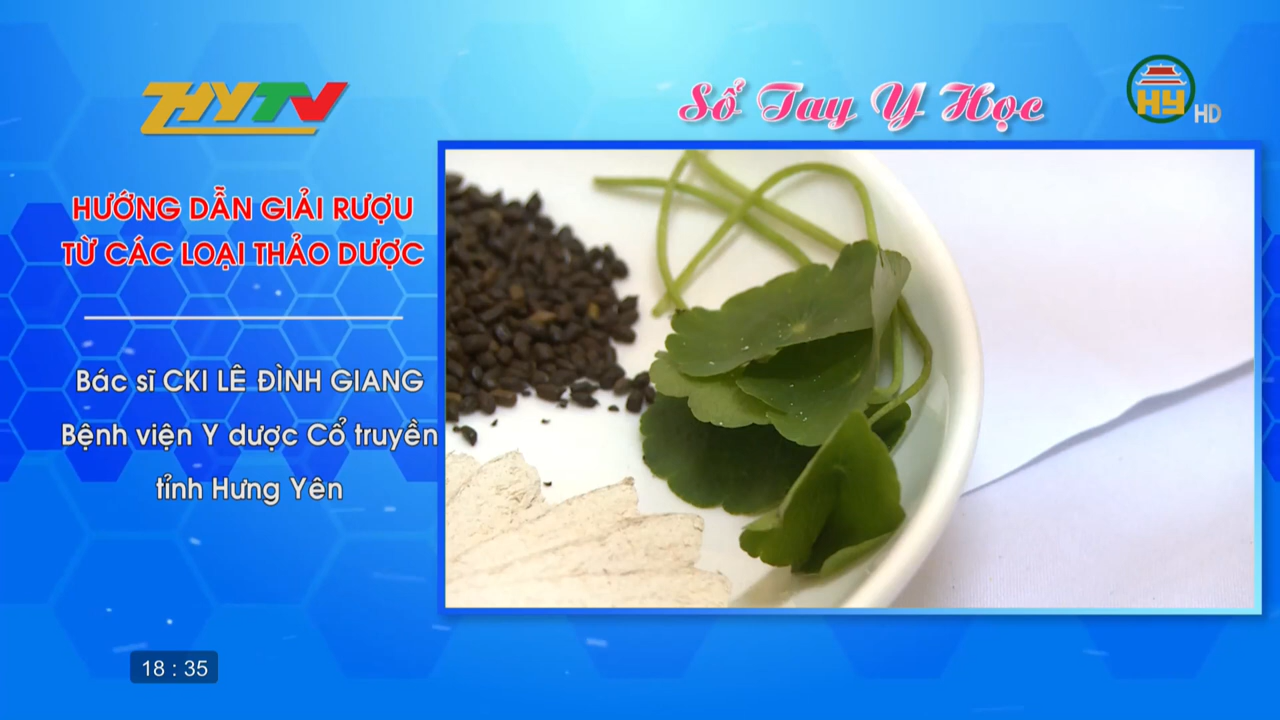 HYTV
Sổ Tay Y Học
HY HD
HƯỚNG DẪN GIẢI RƯỢU
TỪ CÁC LOẠI THẢO DƯỢC
Bác sĩ CKI LÊ ĐÌNH GIANG
Bệnh viện Y dược Cổ truyền
tỉnh Hưng Yên
18 : 35